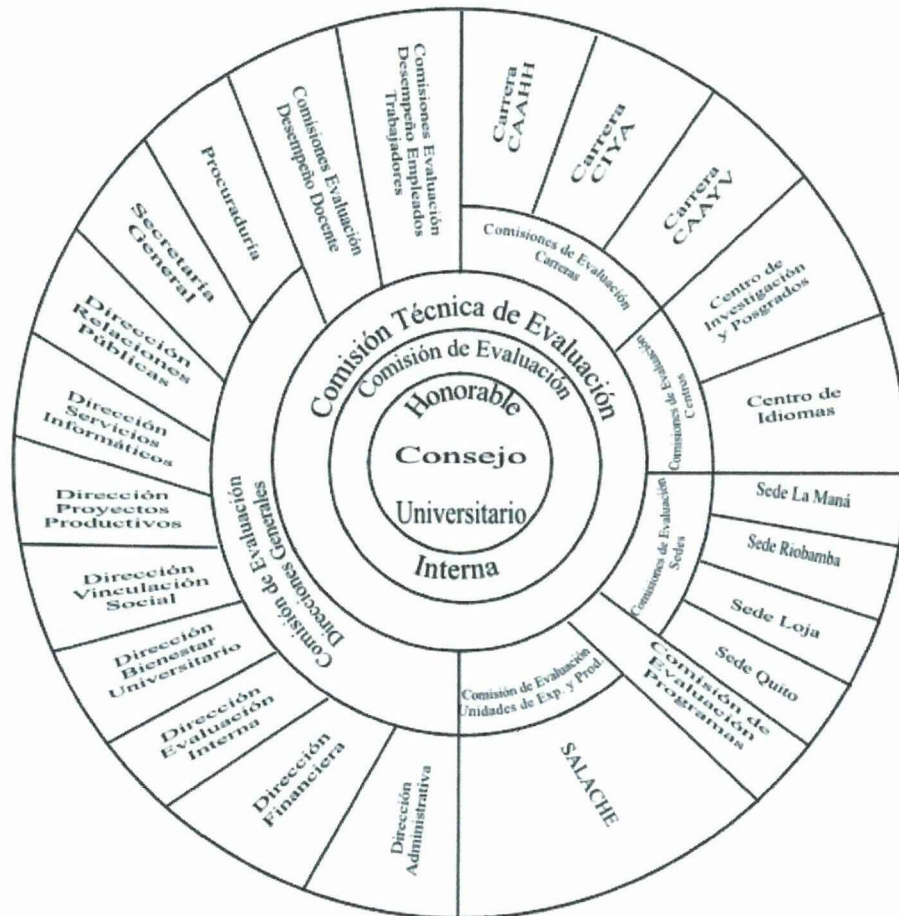 Honorable
Consejo
Universitario
Comisión de Evaluación
Interna
Comisión Técnica de Evaluación
Comisiones de Evaluación
Carreras
Carrera
CAAHH
Carrera
CIYA
Carrera
CAAYV
Comisiones de Evaluación
Centros
Centro de
Investigación
y Posgrados
Centro de
Idiomas
Comisiones de Evaluación
Sedes
Sede La Maná
Sede Riobamba
Sede Loja
Sede Quito
Comisión de
Evaluación
Programas
Comisión de Evaluación
Unidades de Exp. y Prod..
SALACHE
Comisión de Evaluación
Direcciones Generales
Dirección
Administrativa
Dirección
Financiera
Dirección
Evaluación
Interna
Dirección
Bienestar
Universitario
Dirección
Vinculación
Social
Dirección
Proyectos
Productivos
Dirección
Servicios
Informáticos
Dirección
Relaciones
Públicas
Secretaría
General
Procuraduría
Comisiones Evaluación
Desempeño Docente
Comisiones Evaluación
Desempeño Empleados
Trabajadores